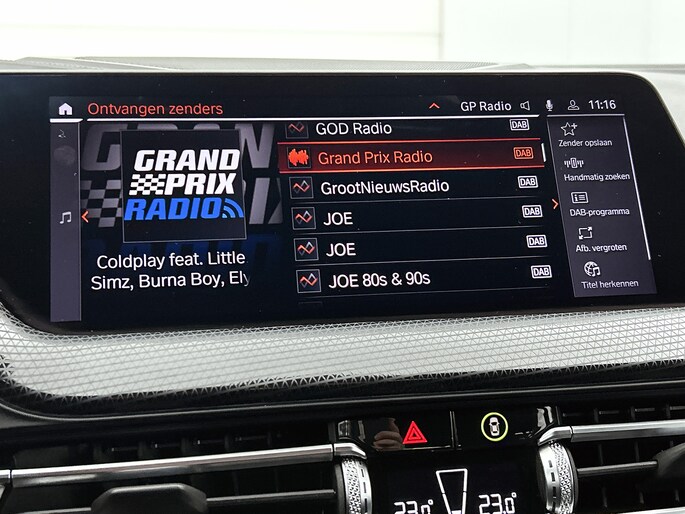 Ontvangen zenders
GP Radio
11:16
GRAND
PRIX
RADIO
Coldplay feat. Little
Simz, Burna Boy, Ely
GOD Radio DAB
Grand Prix Radio DAB
GrootNieuwsRadio DAB
JOE DAB
JOE DAB
JOE 80s & 90s DAB
Zender opslaan
Handmatig zoeken
DAB-programma
Afb. vergroten
Titel herkennen
23.0°
23.0°